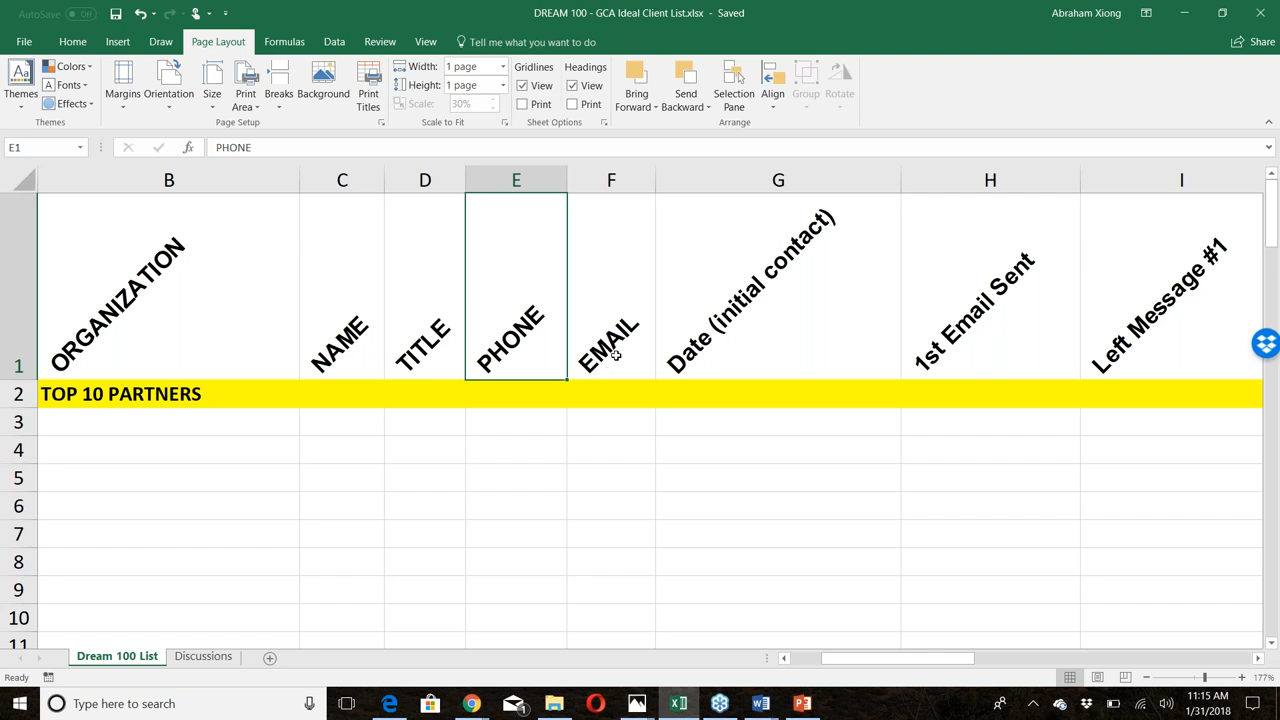 AutoSave Off
DREAM 100 - GCA Ideal Client List.xlsx - Saved
Abraham Xiong
File Home Insert Draw Page Layout Formulas Data Review View Tell me what you want to do Share
Themes
Colors
Fonts
Effects
Themes
Margins
Orientation
Size
Print Area
Breaks
Background
Print Titles
Page Setup
Width: 1 page
Height: 1 page
Scale: 30%
Scale to Fit
Gridlines
View
Print
Headings
View
Print
Sheet Options
Bring Forward
Send Backward
Selection Pane
Align
Group
Rotate
Arrange
E1 fx PHONE
B C D E F G H I
1 ORGANIZATION NAME TITLE PHONE EMAIL Date (initial contact) 1st Email Sent Left Message #1
2 TOP 10 PARTNERS
3
4
5
6
7
8
9
10
11
Dream 100 List Discussions
Ready 177%
Type here to search
11:15 AM
1/31/2018